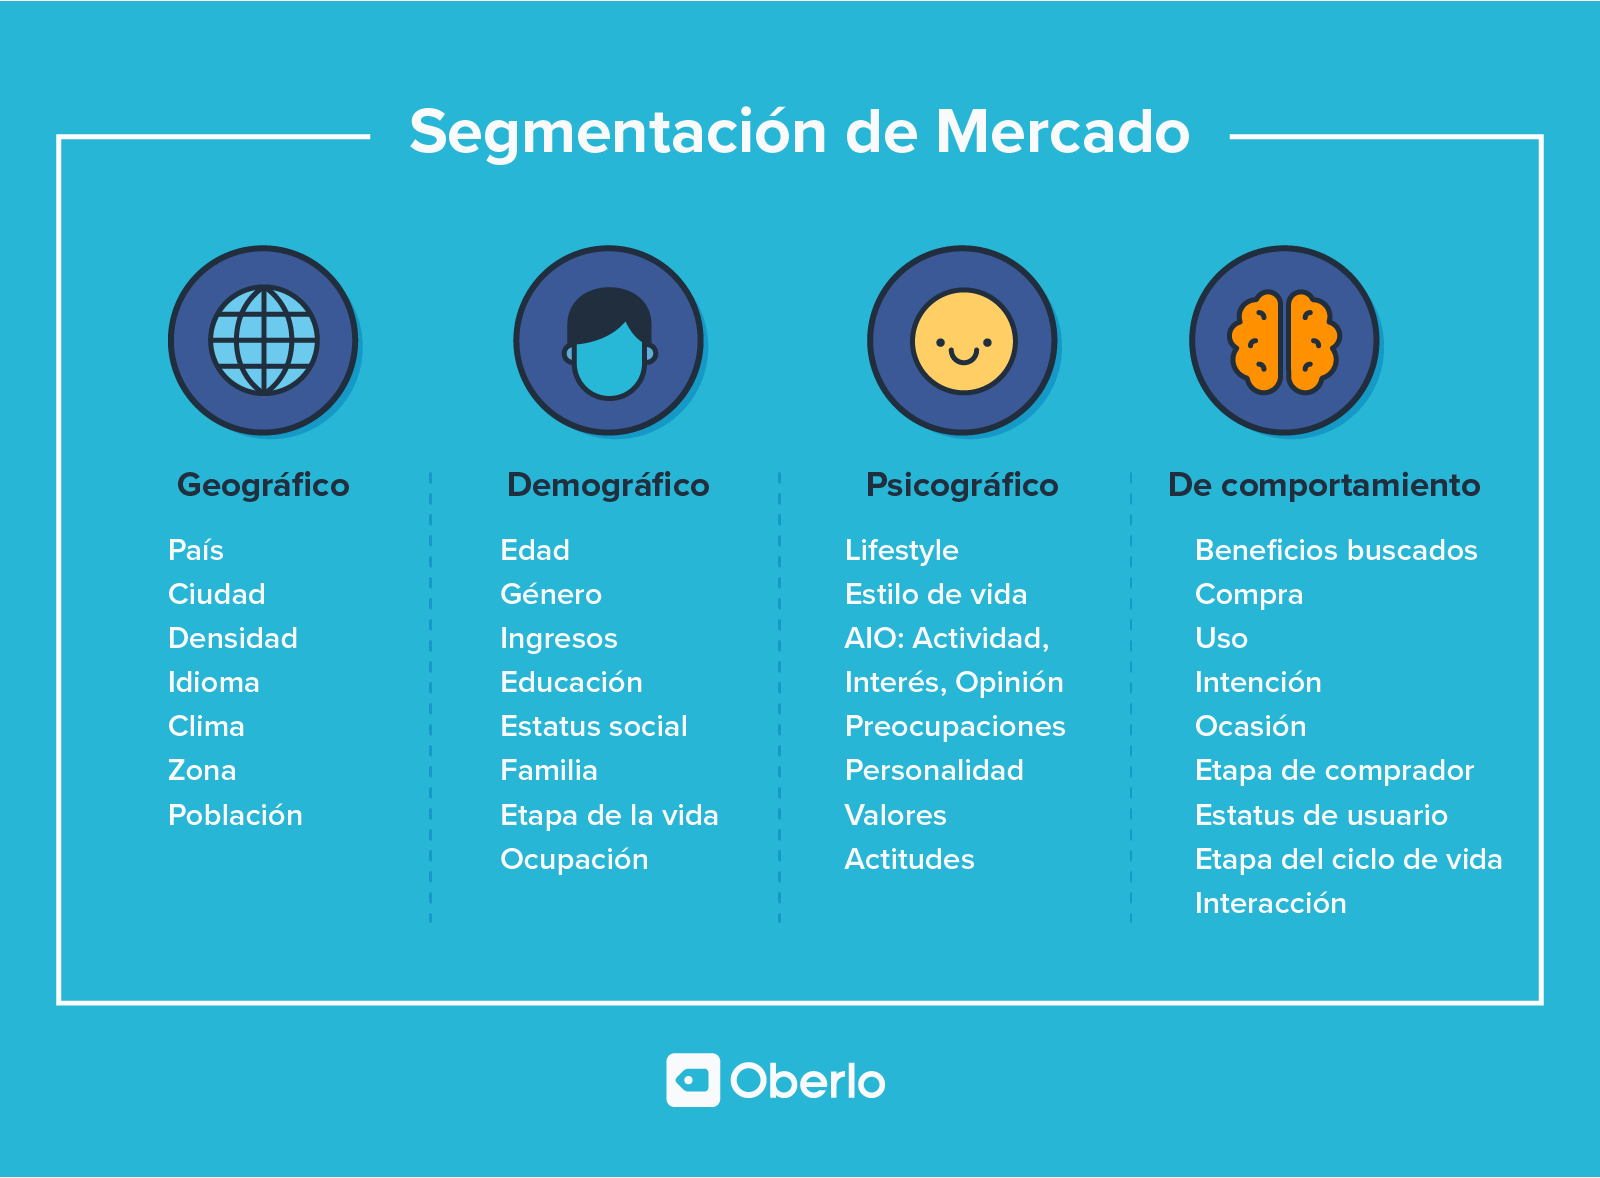 Segmentación de Mercado
Geográfico
País
Ciudad
Densidad
Idioma
Clima
Zona
Población
Demográfico
Edad
Género
Ingresos
Educación
Estatus social
Familia
Etapa de la vida
Ocupación
Psicográfico
Lifestyle
Estilo de vida
AIO: Actividad,
Interés, Opinión
Preocupaciones
Personalidad
Valores
Actitudes
De comportamiento
Beneficios buscados
Compra
Uso
Intención
Ocasión
Etapa de comprador
Estatus de usuario
Etapa del ciclo de vida
Interacción
Oberlo